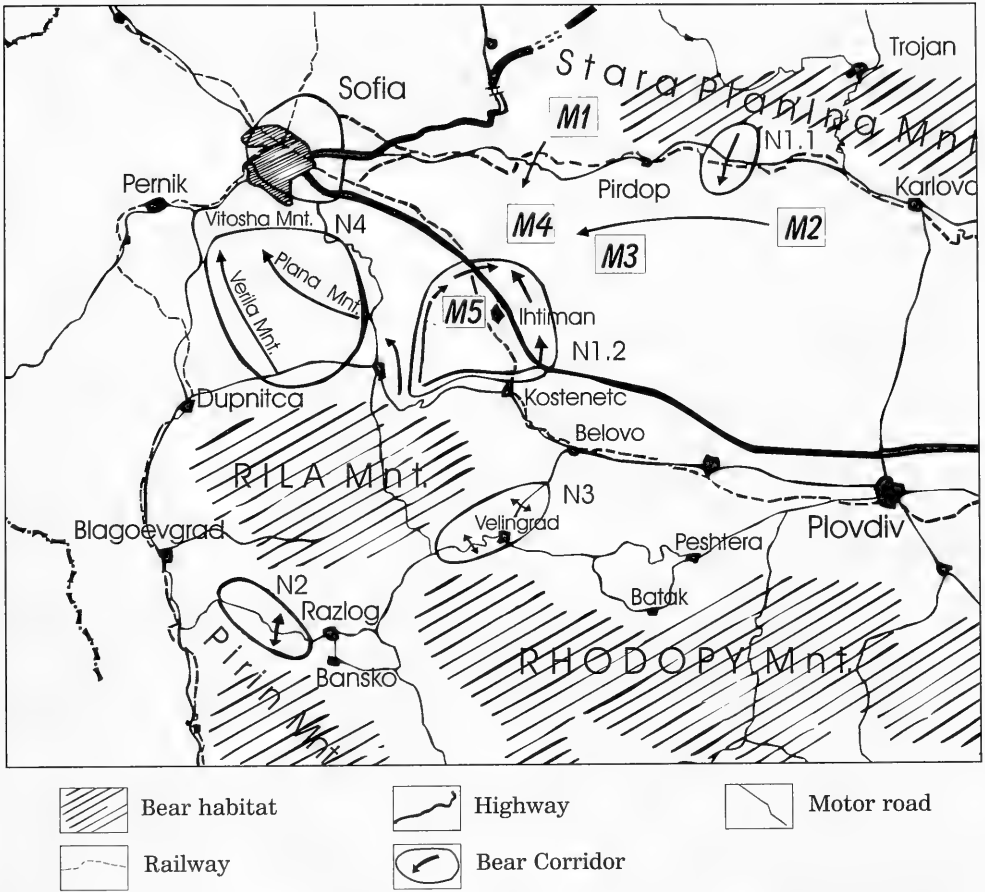 Trojan
Stara Planina Mnt
Sofia
M1
N1.1
Pirdop
Karlovo
Pernik
Vitosha Mnt.
N4
M4
M3
M2
Plana Mnt.
Verila Mnt.
M5
Ihtiman
N1.2
Dupnitca
Kostenetc
Belovo
RILA Mnt.
N3
Velingrad
Plovdiv
Blagoevgrad
Peshtera
N2
Razlog
Batak
Bansko
RHODOPY Mnt.
Pirin Mnt
Bear habitat
Highway
Motor road
Railway
Bear Corridor